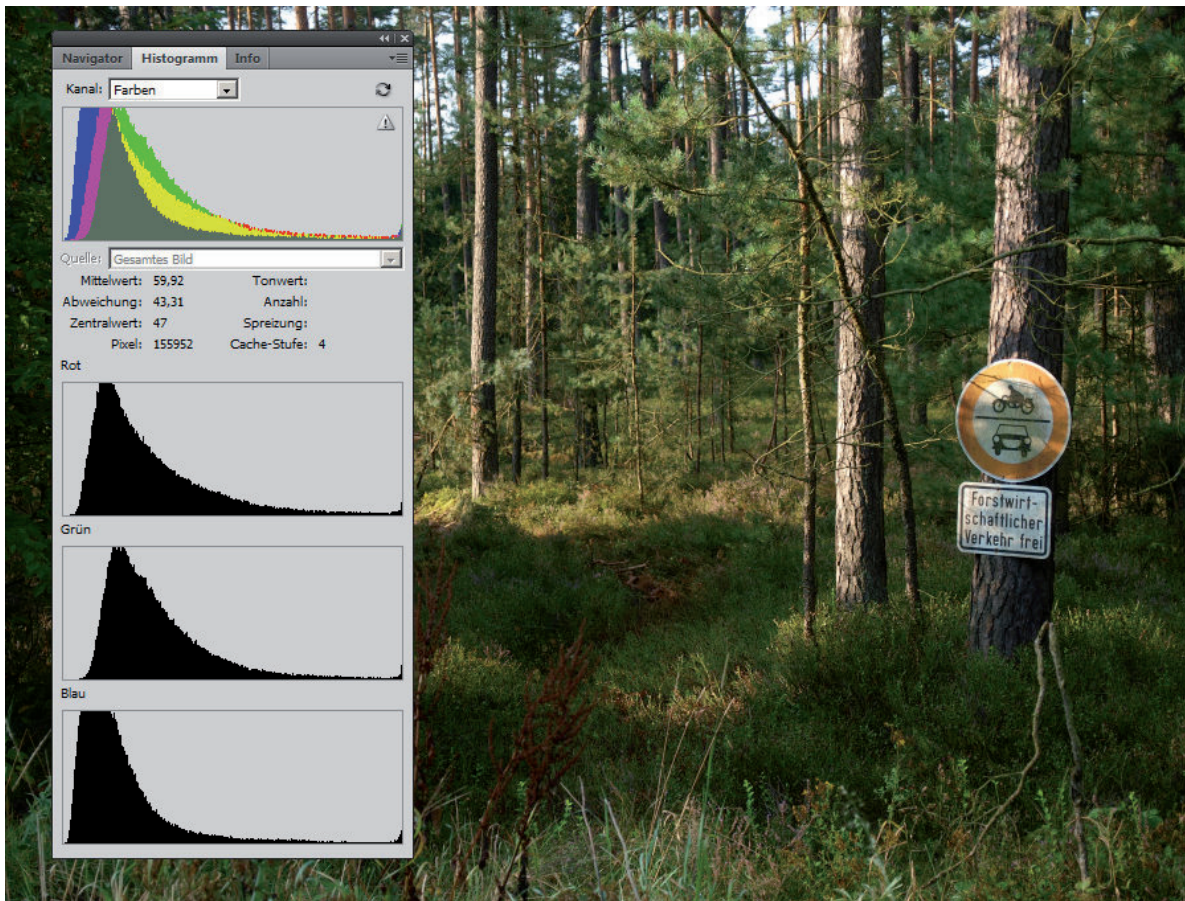 Navigator Histogramm Info
Kanal: Farben
Quelle: Gesamtes Bild
Mittelwert: 59,92 Tonwert:
Abweichung: 43,31 Anzahl:
Zentralwert: 47 Spreizung:
Pixel: 155952 Cache-Stufe: 4
Rot
Grün
Blau
Forstwirt-
schaftlicher
Verkehr frei